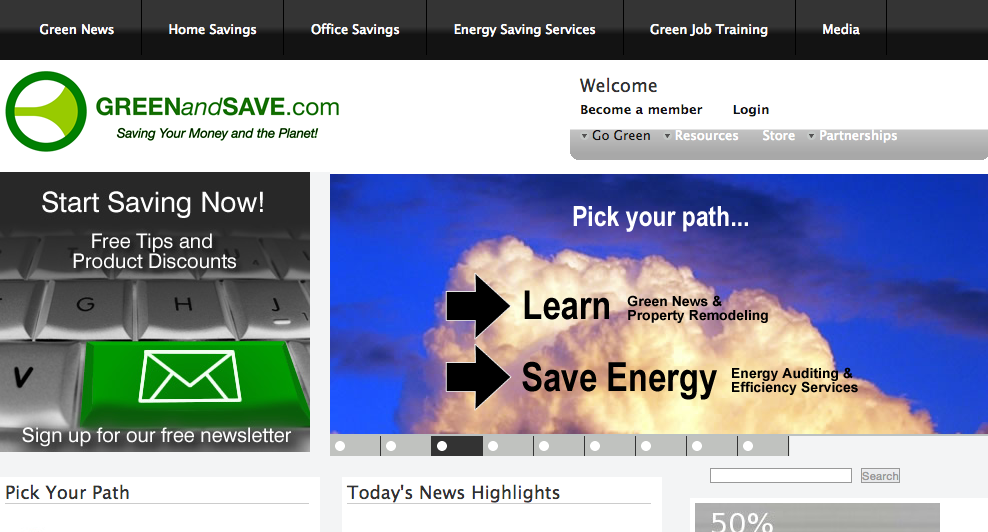 Green News
Home Savings
Office Savings
Energy Saving Services
Green Job Training
Media
GREENandSAVE.com
Saving Your Money and the Planet!
Welcome
Become a member
Login
Go Green
Resources
Store
Partnerships
Start Saving Now!
Free Tips and
Product Discounts
G
H
J
V
Sign up for our free newsletter
Pick your path...
Learn
Green News &
Property Remodeling
Save Energy
Energy Auditing &
Efficiency Services
Search
Pick Your Path
Today's News Highlights
50%